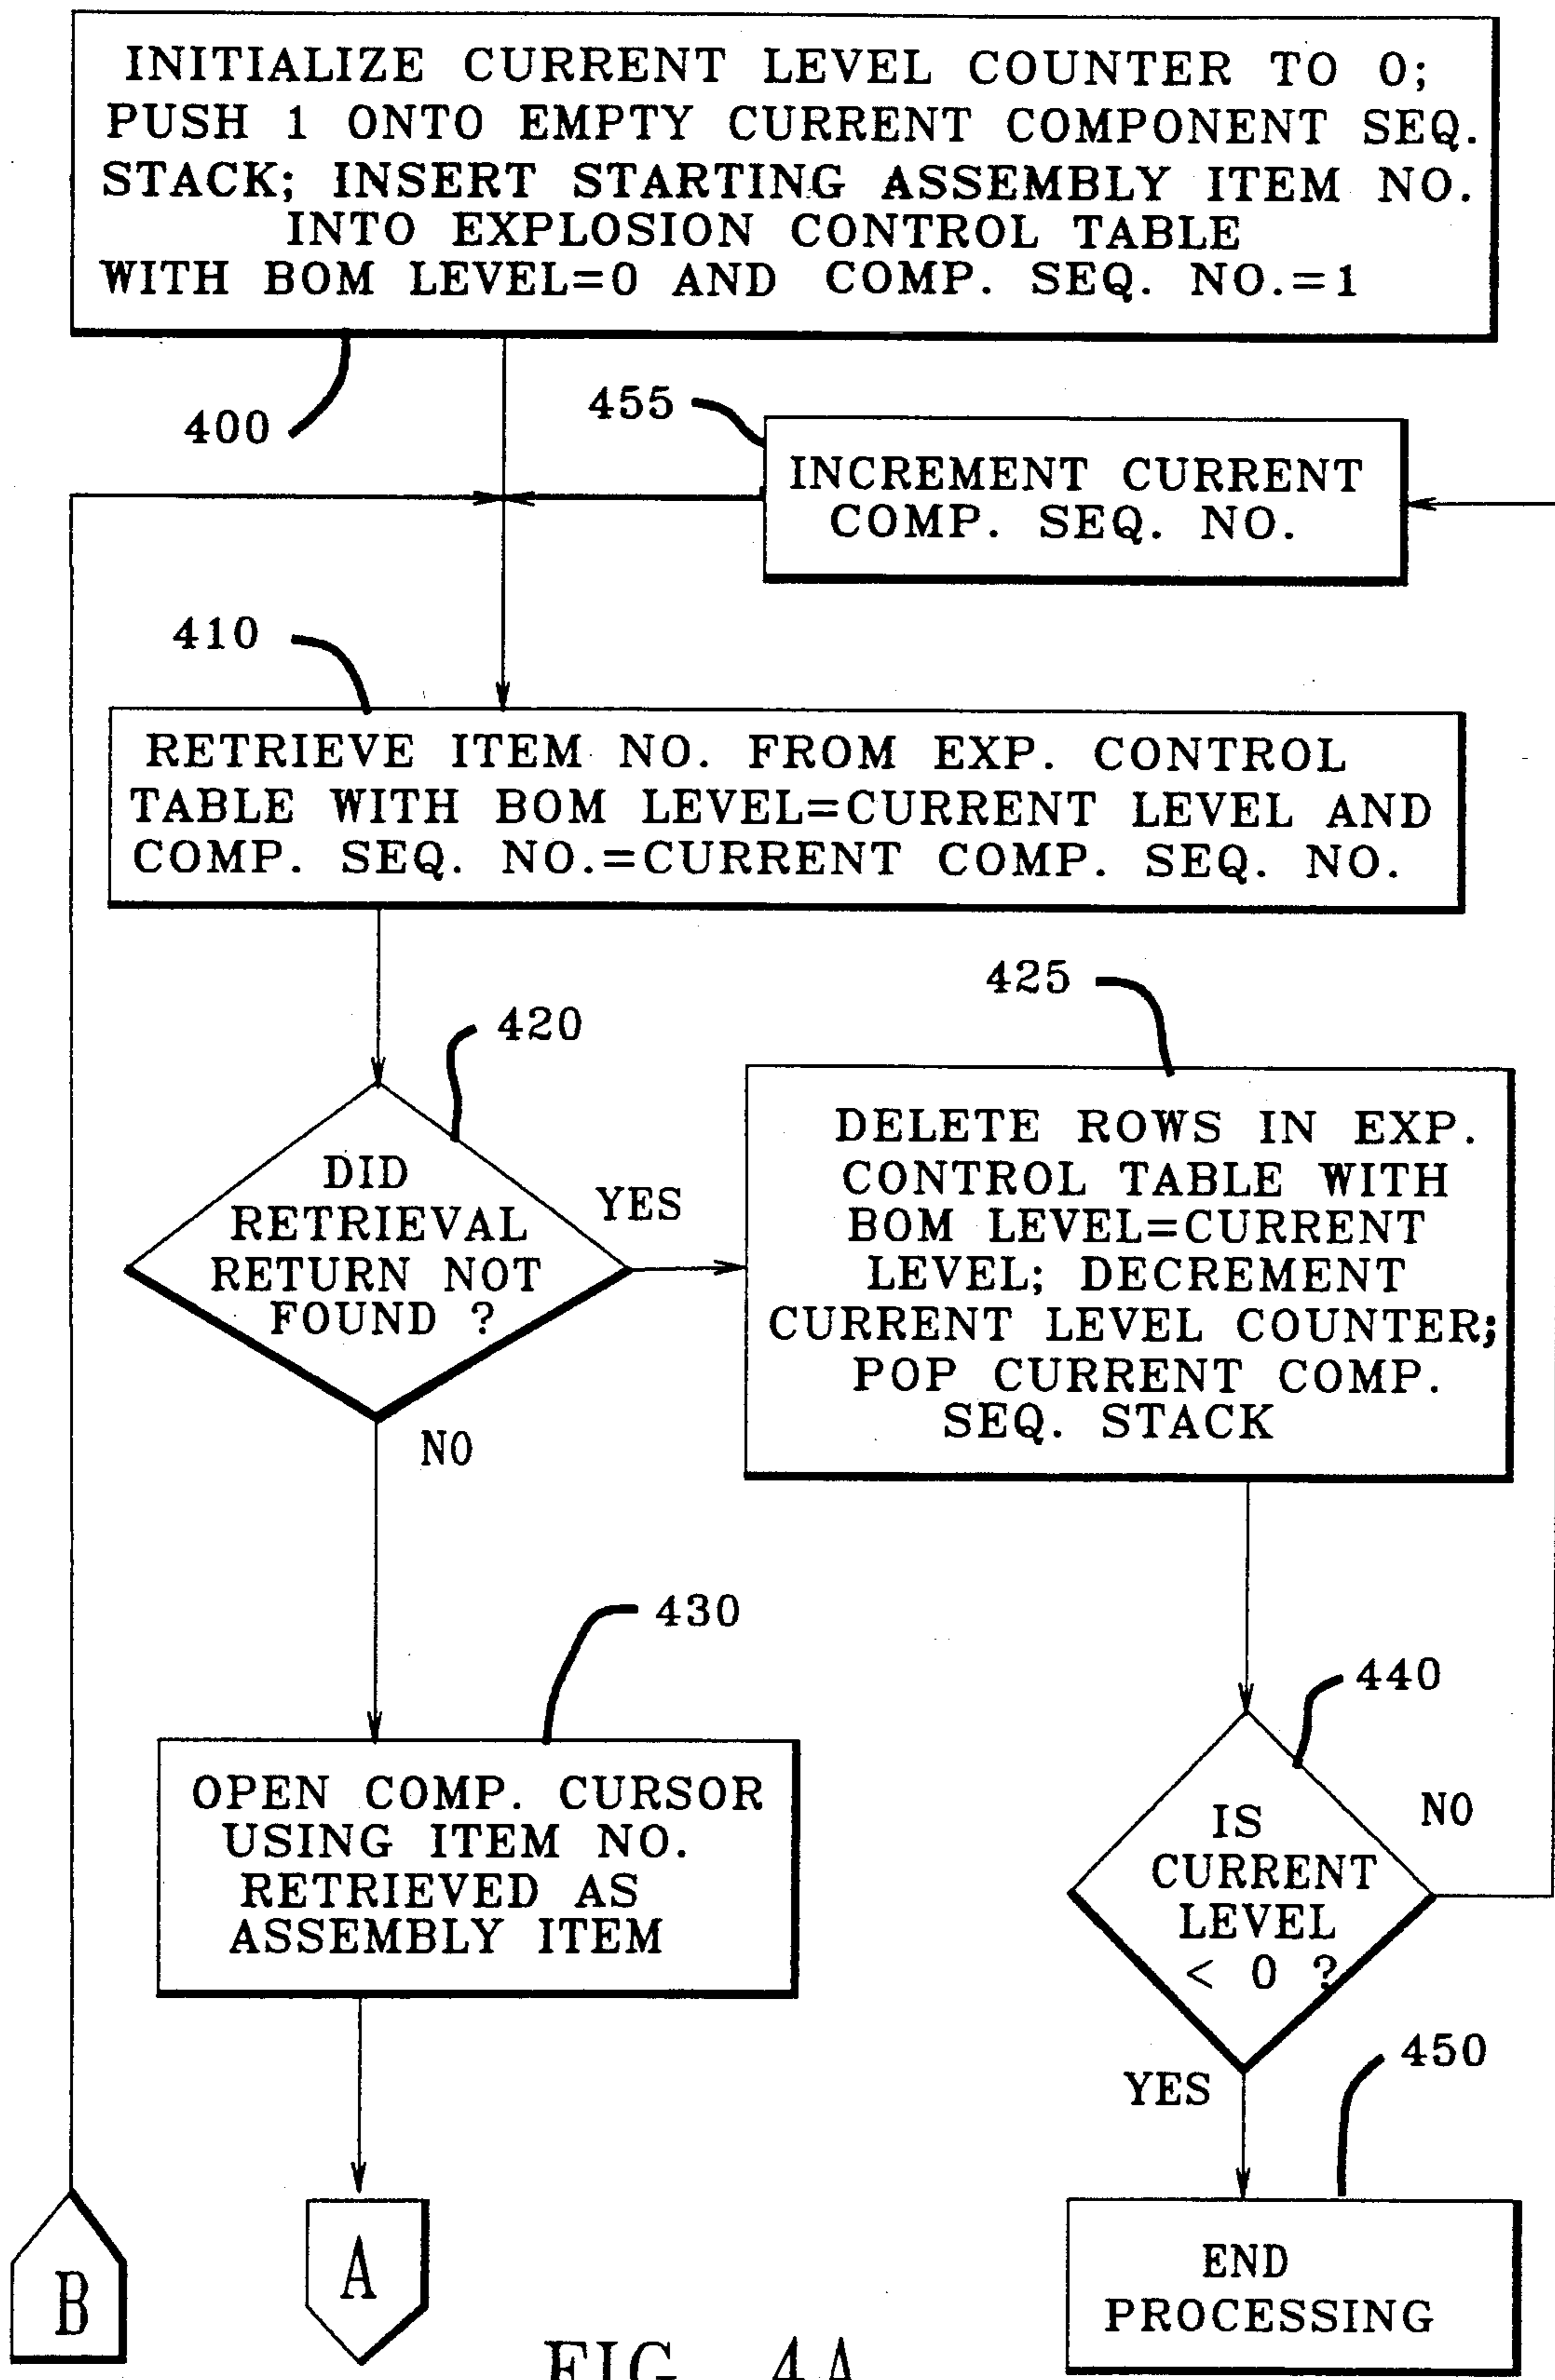 INITIALIZE CURRENT LEVEL COUNTER TO 0;
PUSH 1 ONTO EMPTY CURRENT COMPONENT SEQ.
STACK; INSERT STARTING ASSEMBLY ITEM NO.
INTO EXPLOSION CONTROL TABLE
WITH BOM LEVEL=0 AND COMP. SEQ. NO.=1
400
455
INCREMENT CURRENT
COMP. SEQ. NO.
410
RETRIEVE ITEM NO. FROM EXP. CONTROL
TABLE WITH BOM LEVEL=CURRENT LEVEL AND
COMP. SEQ. NO.=CURRENT COMP. SEQ. NO.
420
DID
RETRIEVAL
RETURN NOT
FOUND ?
YES
NO
425
DELETE ROWS IN EXP.
CONTROL TABLE WITH
BOM LEVEL=CURRENT
LEVEL; DECREMENT
CURRENT LEVEL COUNTER;
POP CURRENT COMP.
SEQ. STACK
430
OPEN COMP. CURSOR
USING ITEM NO.
RETRIEVED AS
ASSEMBLY ITEM
440
IS
CURRENT
LEVEL
< 0 ?
NO
YES
450
END
PROCESSING
B
A
FIG. 4A